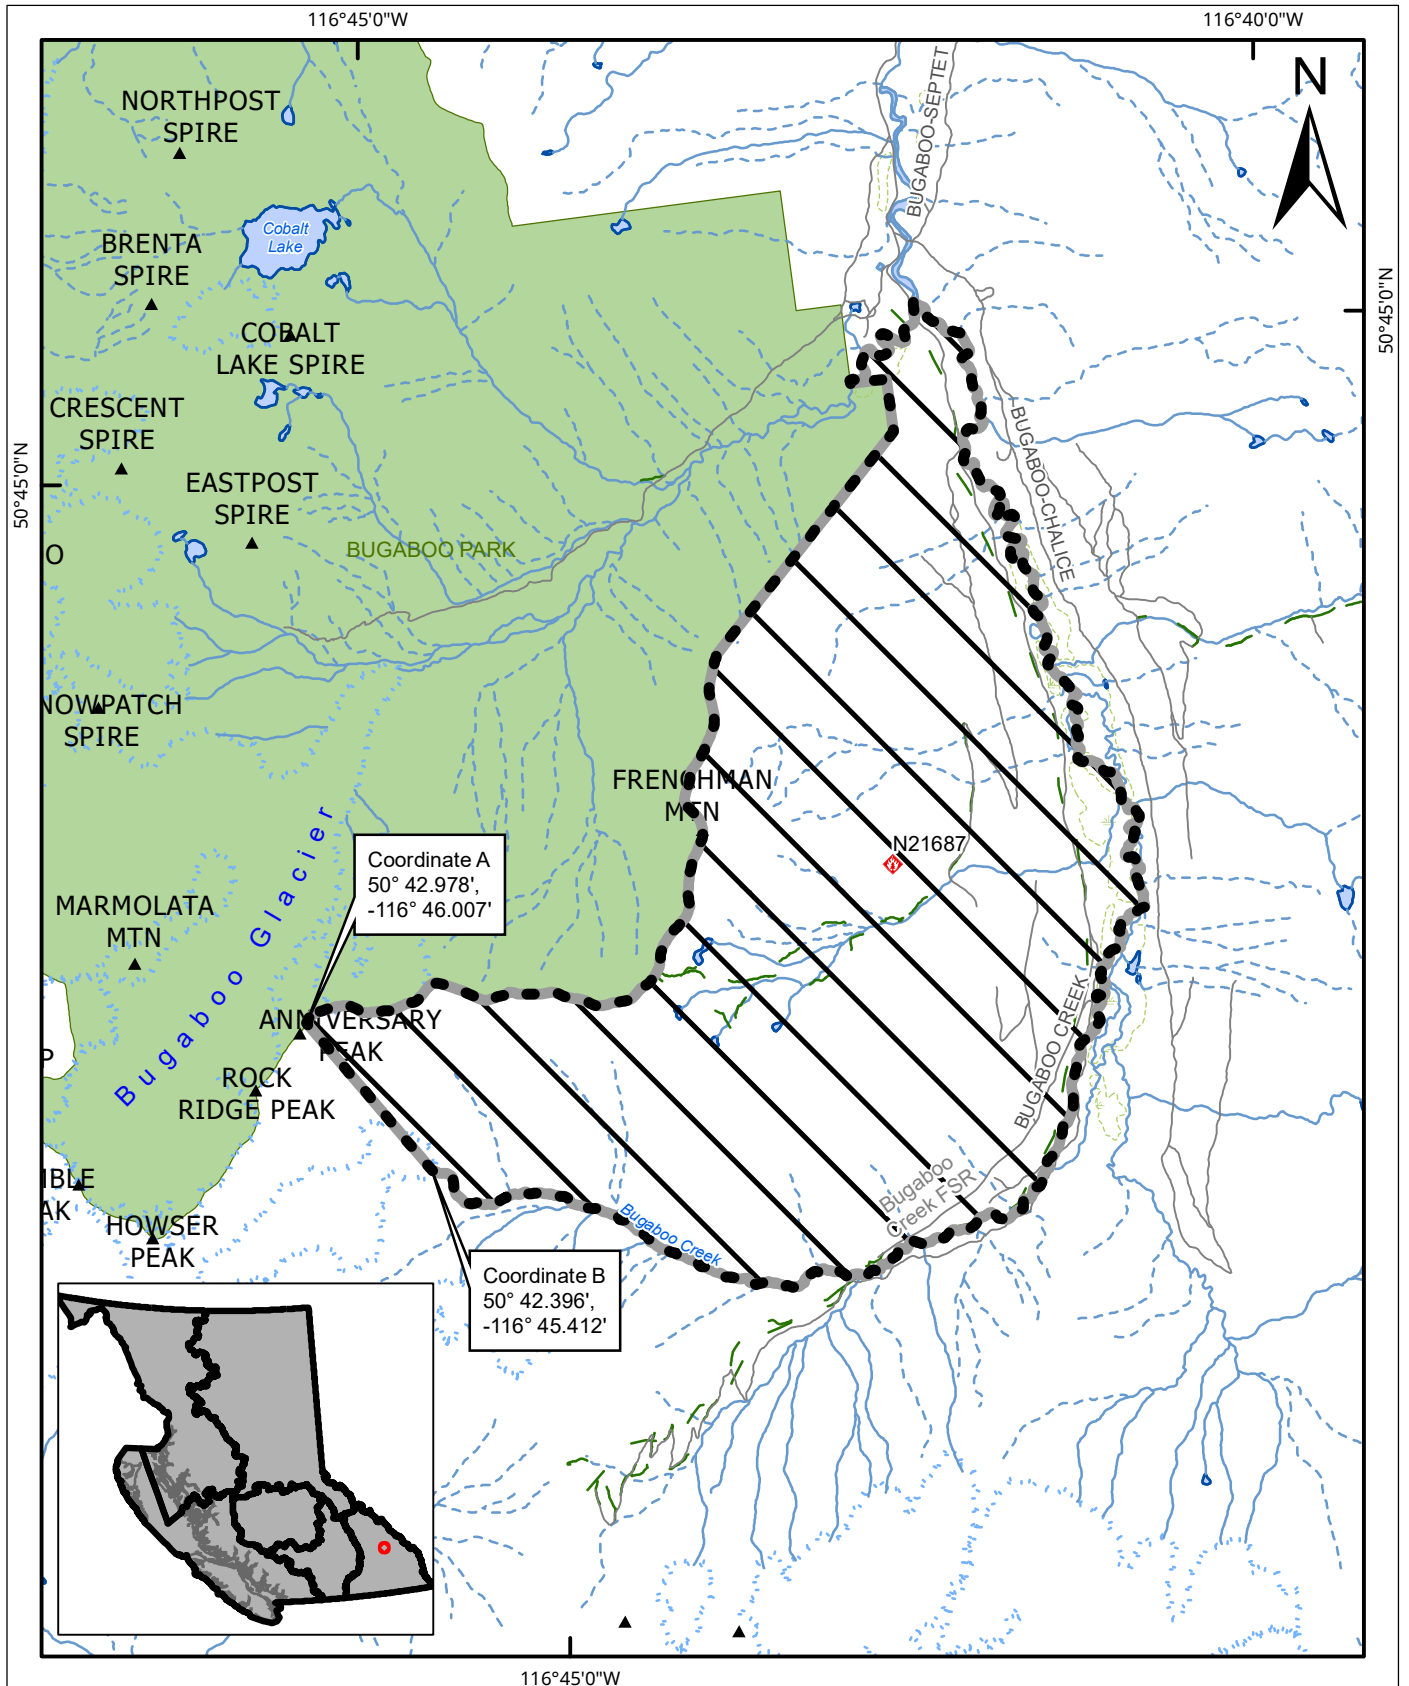 116°45'0"W
116°40'0"W
N
NORTHPOST
SPIRE
BUGABOO-SEPTET
Cobalt
Lake
BRENTA
SPIRE
50°45'0"N
COBALT
LAKE SPIRE
CRESCENT
SPIRE
BUGABOO-CHALICE
50°45'0"N
EASTPOST
SPIRE
O
BUGABOO PARK
NOWPATCH
SPIRE
FRENCHMAN
MTN
N21687
Coordinate A
50° 42.978',
-116° 46.007'
Bugaboo Glacier
MARMOLATA
MTN
ANNIVERSARY
PEAK
P
ROCK
RIDGE PEAK
BUGABOO CREEK
IBLE
AK
HOWSER
PEAK
Bugaboo
Creek FSR
Bugaboo Creek
Coordinate B
50° 42.396',
-116° 45.412'
116°45'0"W